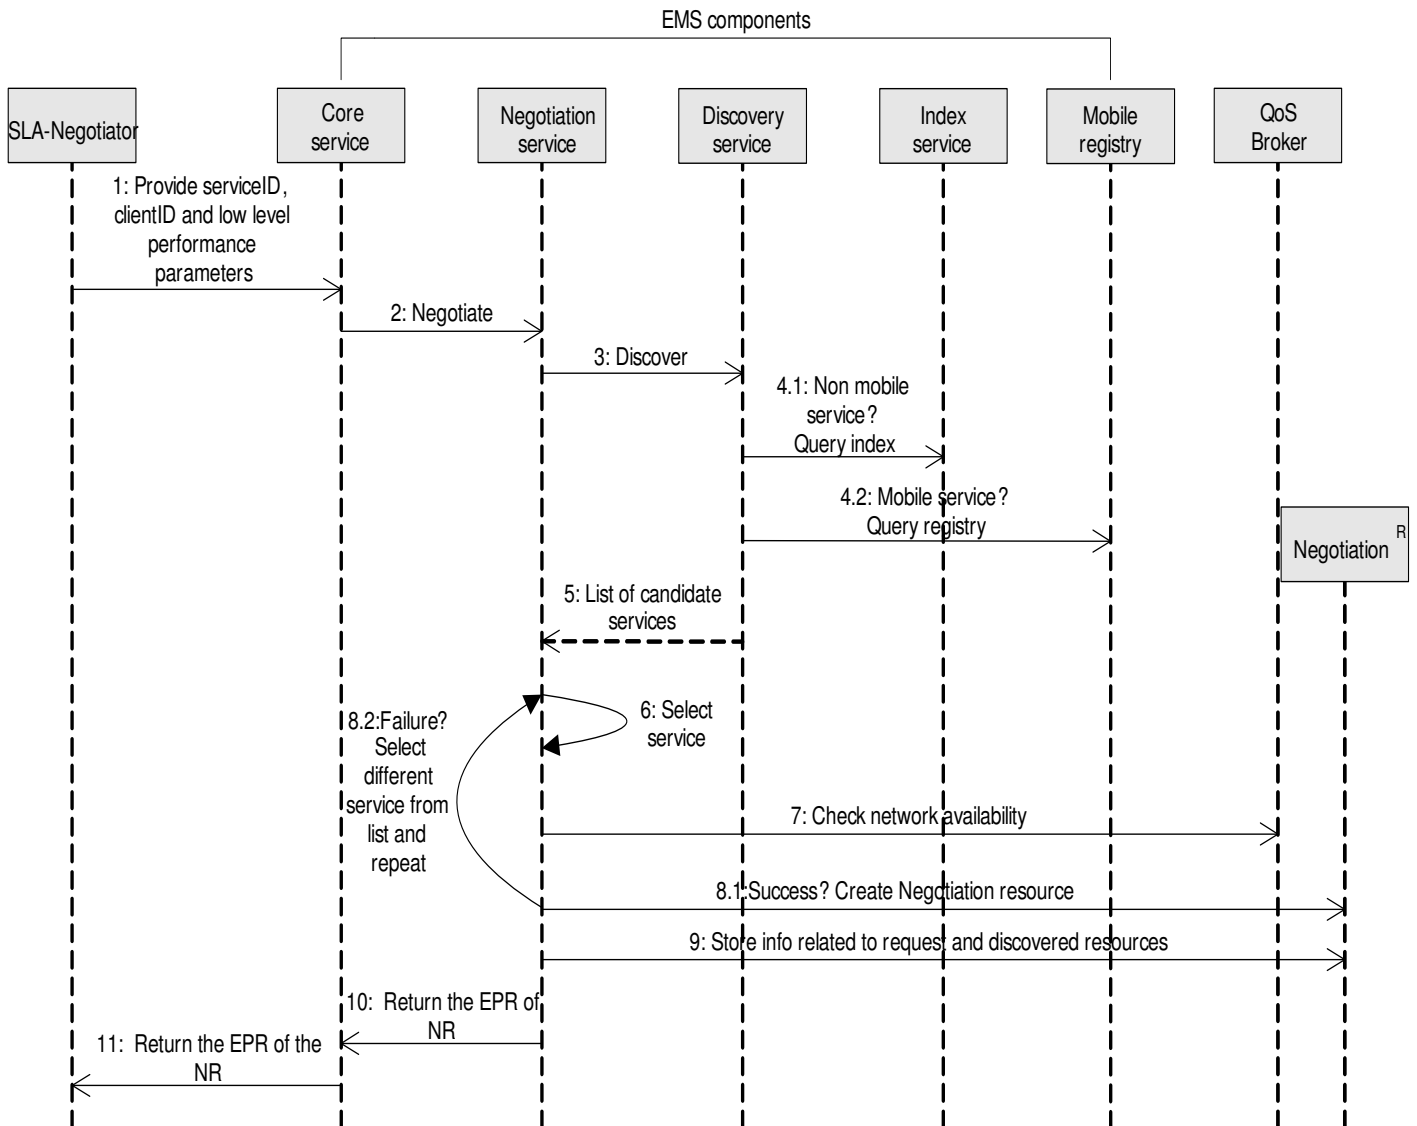 EMS components
SLA-Negotiator
Core
service
Negotiation
service
Discovery
service
Index
service
Mobile
registry
QoS
Broker
1: Provide serviceID,
clientID and low level
performance
parameters
2: Negotiate
3: Discover
4.1: Non mobile
service?
Query index
4.2: Mobile service?
Query registry
R
Negotiation
5: List of candidate
services
6: Select
service
8.2:Failure?
Select
different
service from
list and
repeat
7: Check network availability
8.1:Success? Create Negotiation resource
9: Store info related to request and discovered resources
10: Return the EPR of
NR
11: Return the EPR of the
NR